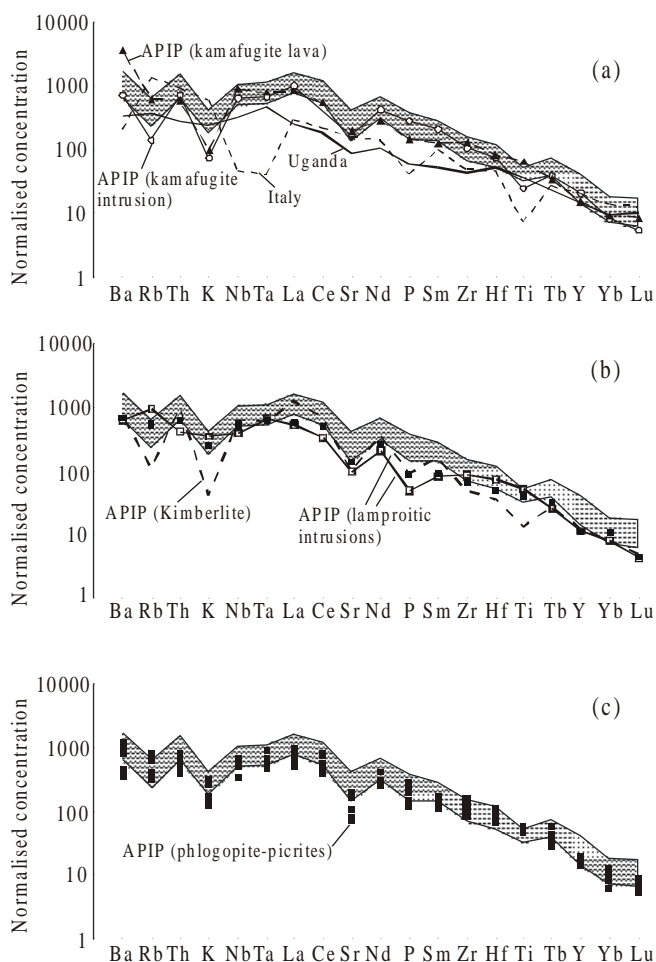 (a)
Normalised concentration
10000
1000
100
10
1
APIP (kamafugite lava)
APIP (kamafugite
intrusion)
Italy
Uganda
Ba Rb Th K Nb Ta La Ce Sr Nd P Sm Zr Hf Ti Tb Y Yb Lu
(b)
Normalised concentration
10000
1000
100
10
1
APIP
(Kimberlite)
APIP (lamproitic
intrusions)
Ba Rb Th K Nb Ta La Ce Sr Nd P Sm Zr Hf Ti Tb Y Yb Lu
(c)
Normalised concentration
10000
1000
100
10
1
APIP (phlogopite-picrites)
Ba Rb Th K Nb Ta La Ce Sr Nd P Sm Zr Hf Ti Tb Y Yb Lu